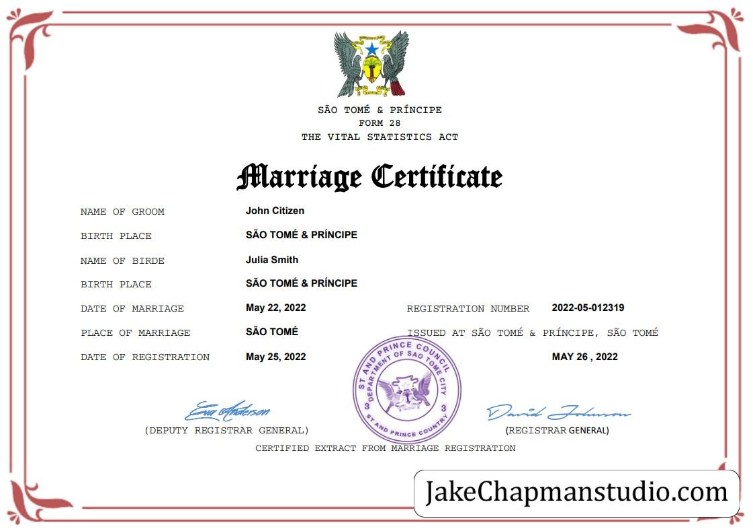 SÃO TOMÉ & PRÍNCIPE
FORM 28
THE VITAL STATISTICS ACT
Marriage Certificate
NAME OF GROOM John Citizen
BIRTH PLACE SÃO TOMÉ & PRÍNCIPE
NAME OF BIRDE Julia Smith
BIRTH PLACE SÃO TOMÉ & PRÍNCIPE
DATE OF MARRIAGE May 22, 2022 REGISTRATION NUMBER 2022-05-012319
PLACE OF MARRIAGE SÃO TOMÉ ISSUED AT SÃO TOMÉ & PRÍNCIPE, SÃO TOMÉ
DATE OF REGISTRATION May 25, 2022 MAY 26 , 2022
ST AND PRINCE COUNCIL
DEPARTMENT OF SAO TOME CITY
3 3
ST AND PRINCE COUNTRY
Eva Anderson David Johnson
(DEPUTY REGISTRAR GENERAL) (REGISTRAR GENERAL)
CERTIFIED EXTRACT FROM MARRIAGE REGISTRATION
JakeChapmanstudio.com